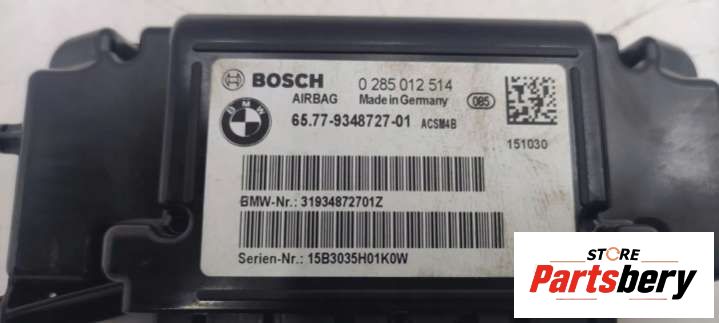 BOSCH 0 285 012 514
AIRBAG Made in Germany 085
BMW 65.77-9348727-01 ACSM4B
151030
BMW-Nr.: 31934872701Z
Serien-Nr.: 15B3035H01K0W
STORE
Partsbery